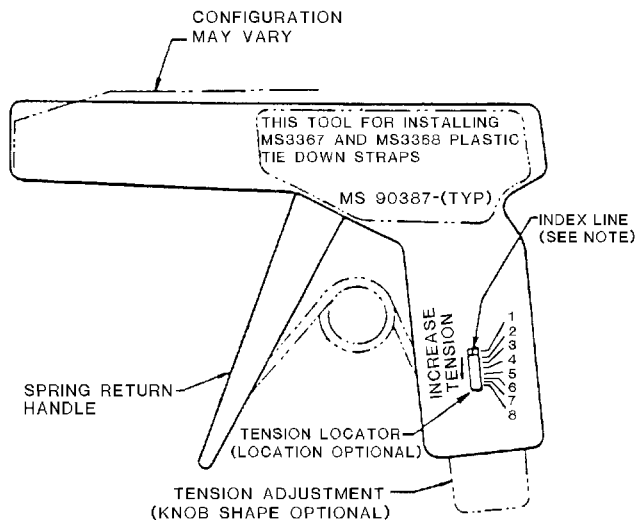 CONFIGURATION
MAY VARY
THIS TOOL FOR INSTALLING
MS3367 AND MS3368 PLASTIC
TIE DOWN STRAPS
MS 90387-(TYP)
INDEX LINE
(SEE NOTE)
INCREASE
TENSION
1
2
3
4
5
6
7
8
SPRING RETURN
HANDLE
TENSION LOCATOR
(LOCATION OPTIONAL)
TENSION ADJUSTMENT
(KNOB SHAPE OPTIONAL)